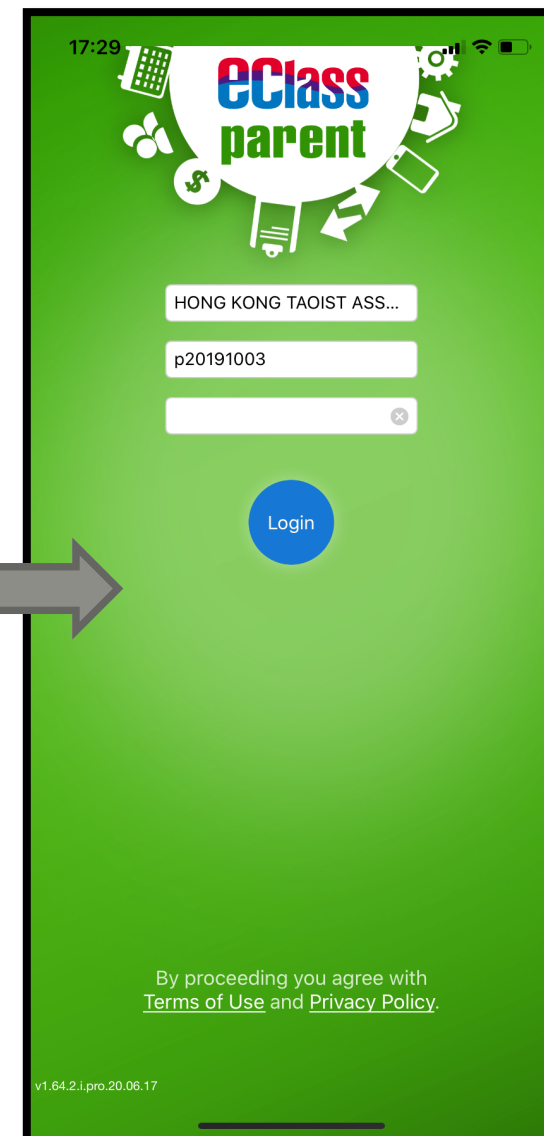 17:29
eClass
parent
$
HONG KONG TAOIST ASS...
p20191003
Login
By proceeding you agree with
Terms of Use and Privacy Policy.
v1.64.2.i.pro.20.06.17